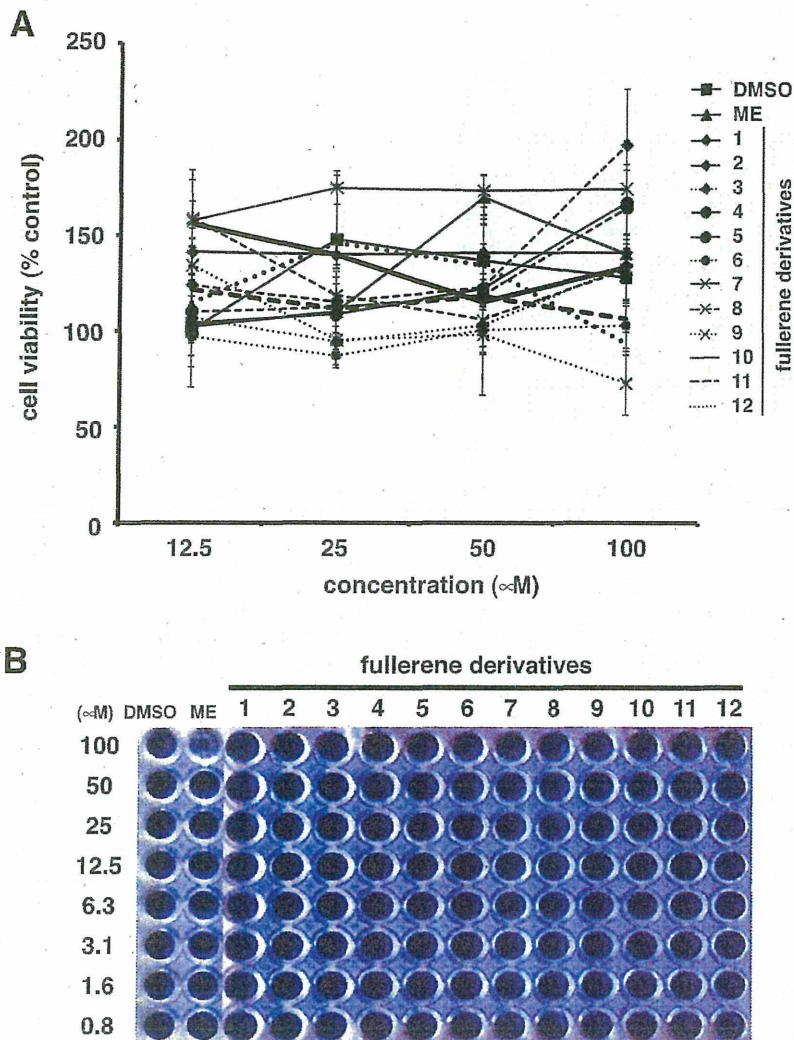 A
250
200
150
100
50
0
cell viability (% control)
12.5 25 50 100
concentration (∝M)
DMSO
ME
1
2
3
4
5
6
7
8
9
10
11
12
fullerene derivatives
B
fullerene derivatives
(∝M) DMSO ME 1 2 3 4 5 6 7 8 9 10 11 12
100
50
25
12.5
6.3
3.1
1.6
0.8